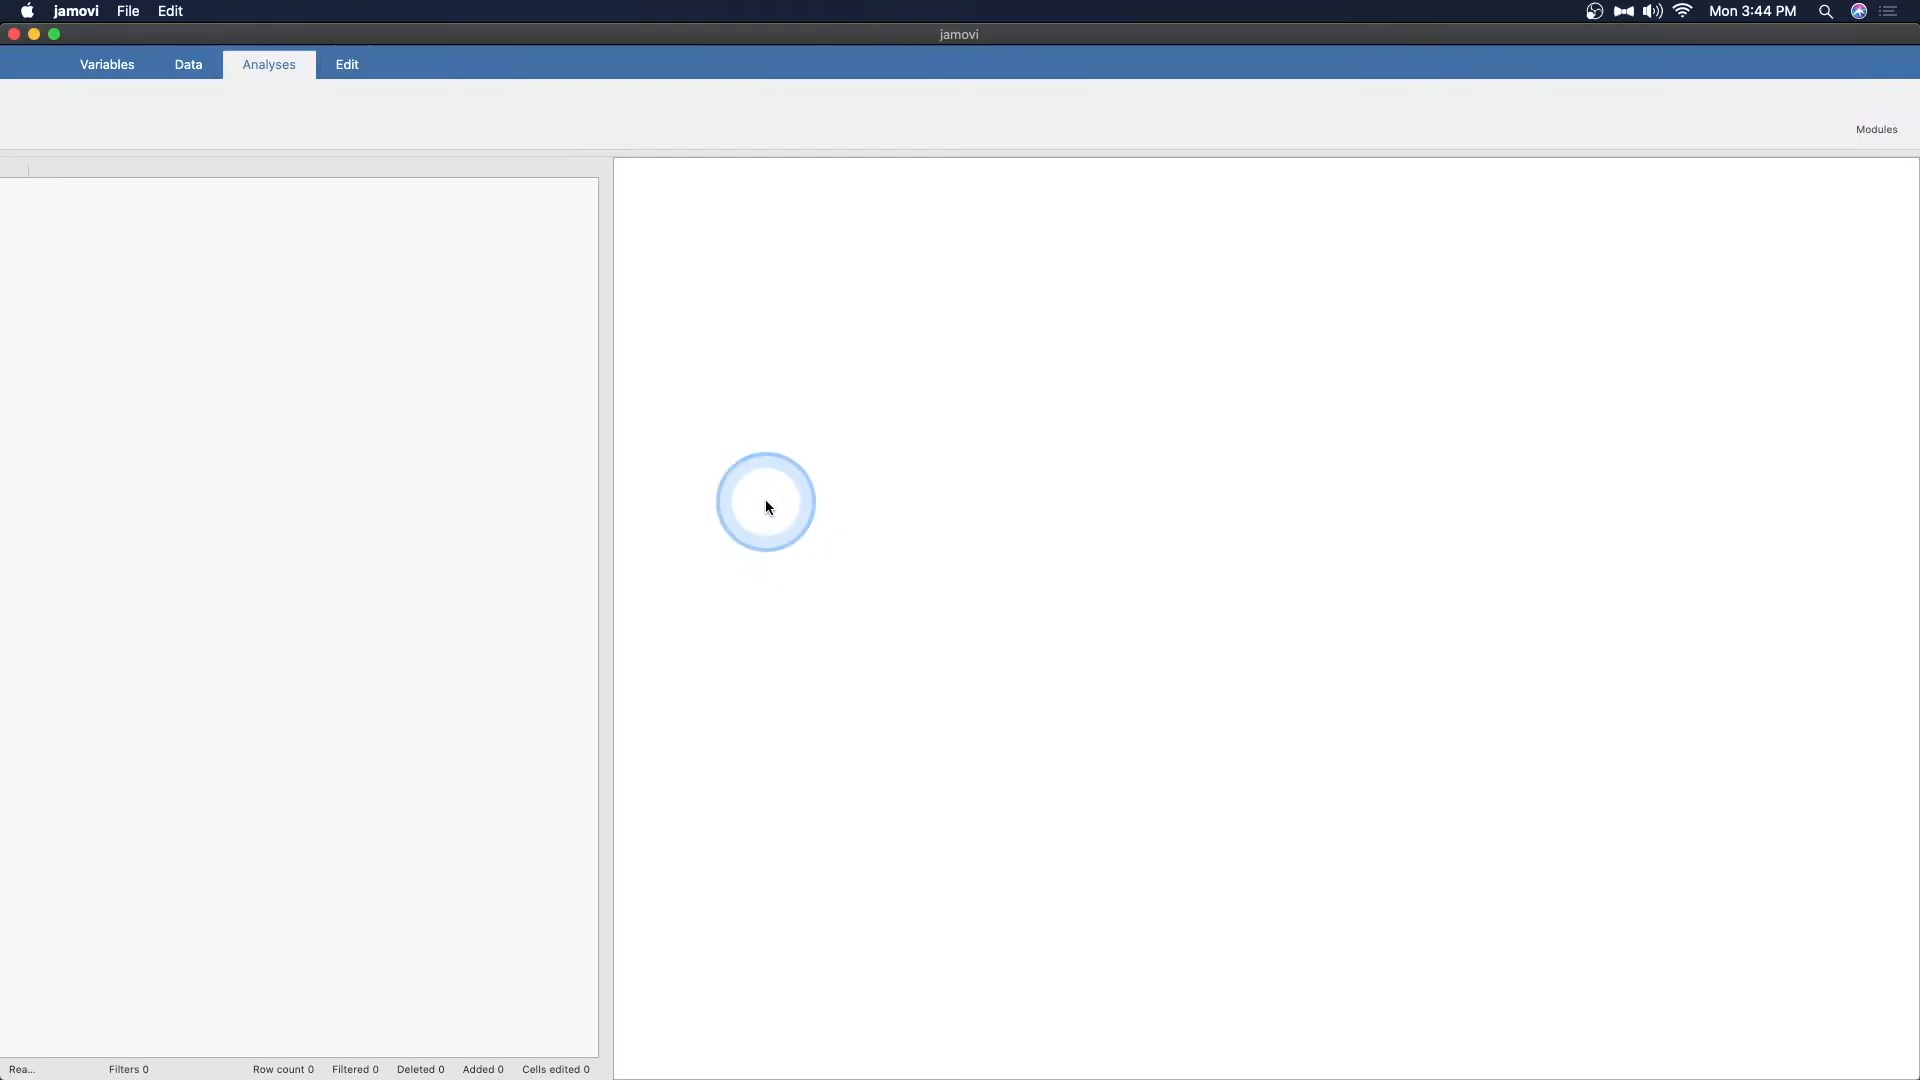 jamovi File Edit Mon 3:44 PM
jamovi
Variables Data Analyses Edit
Modules
Rea... Filters 0 Row count 0 Filtered 0 Deleted 0 Added 0 Cells edited 0